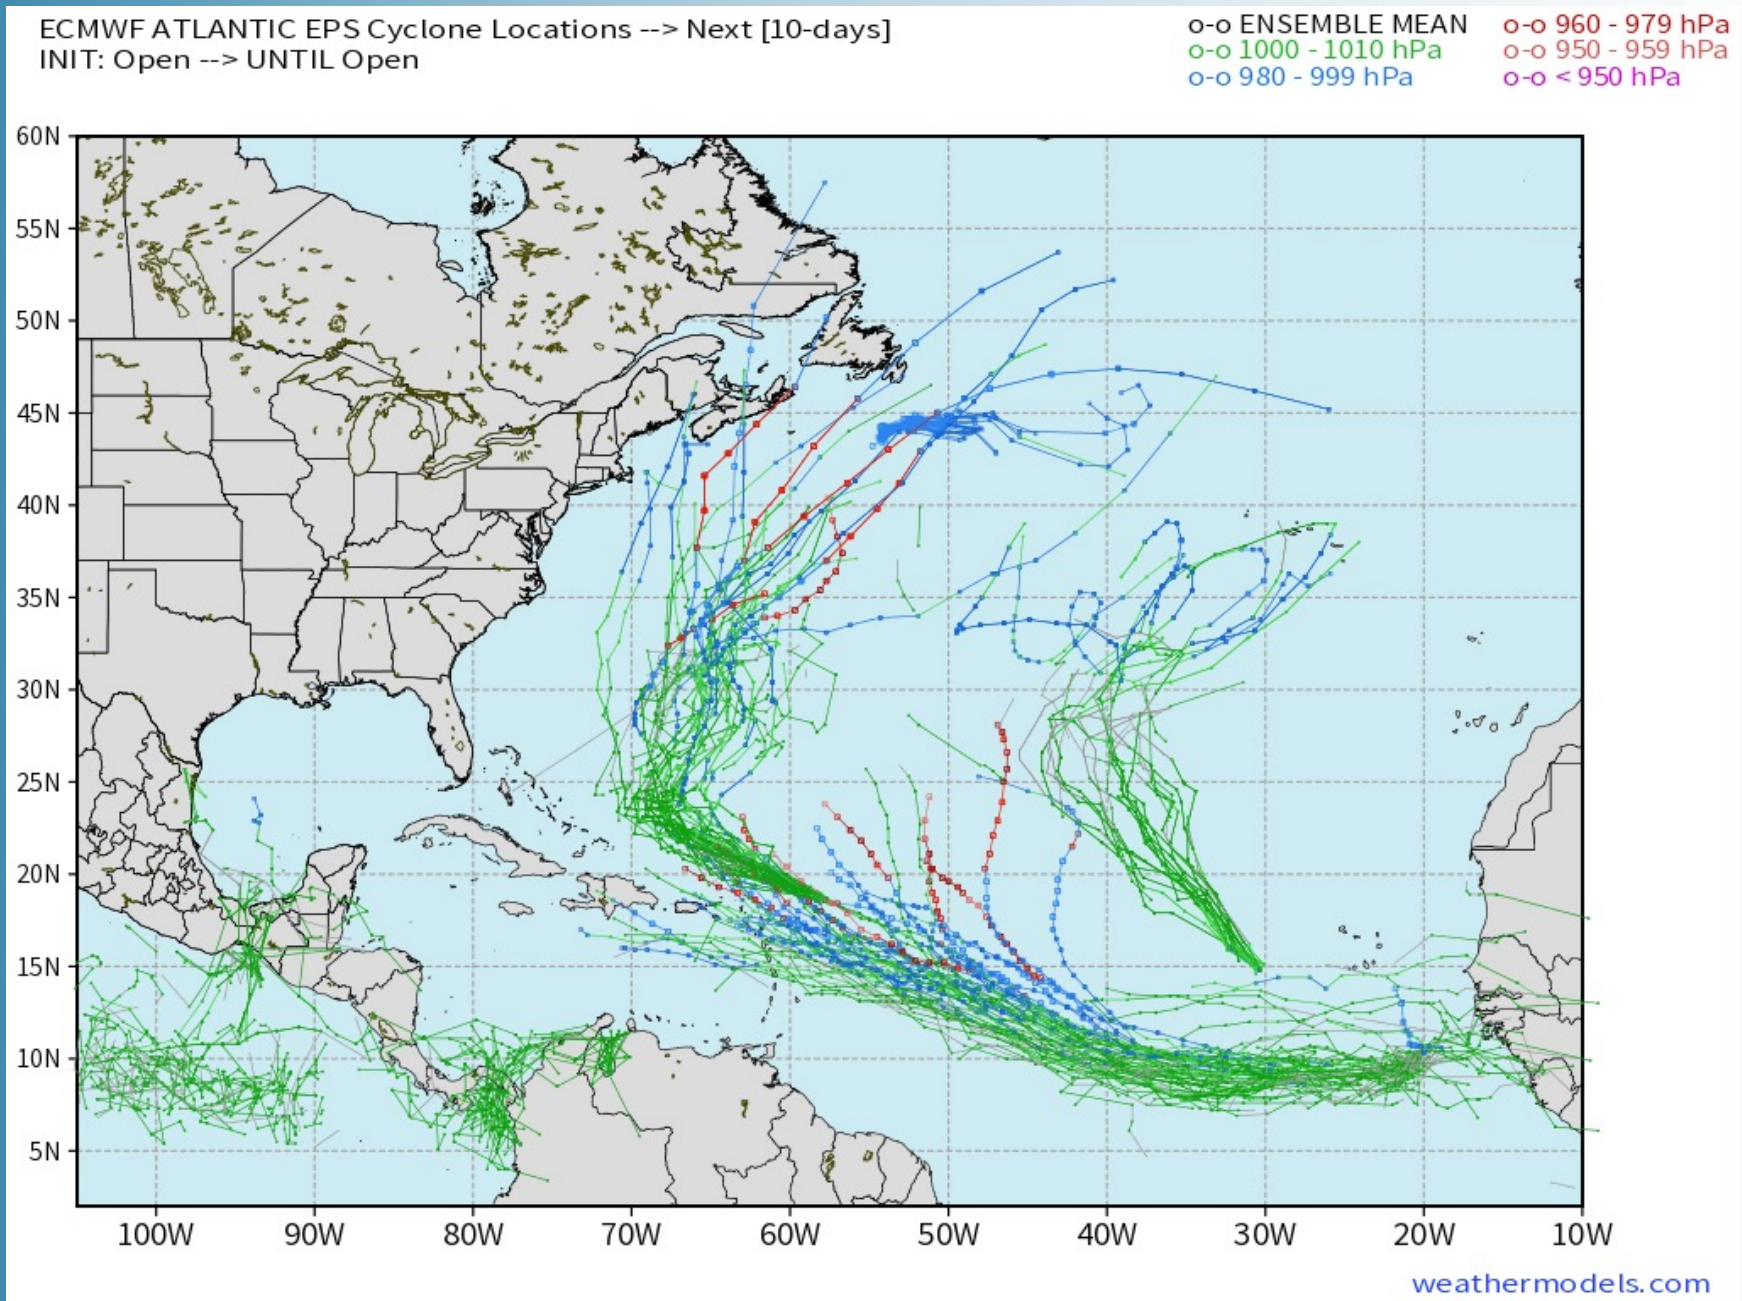 ECMWF ATLANTIC EPS Cyclone Locations --> Next [10-days]
INIT: Open --> UNTIL Open
o-o ENSEMBLE MEAN
o-o 1000 - 1010 hPa
o-o 980 - 999 hPa
o-o 960 - 979 hPa
o-o 950 - 959 hPa
o-o < 950 hPa
60N
55N
50N
45N
40N
35N
30N
25N
20N
15N
10N
5N
100W 90W 80W 70W 60W 50W 40W 30W 20W 10W
weathermodels.com